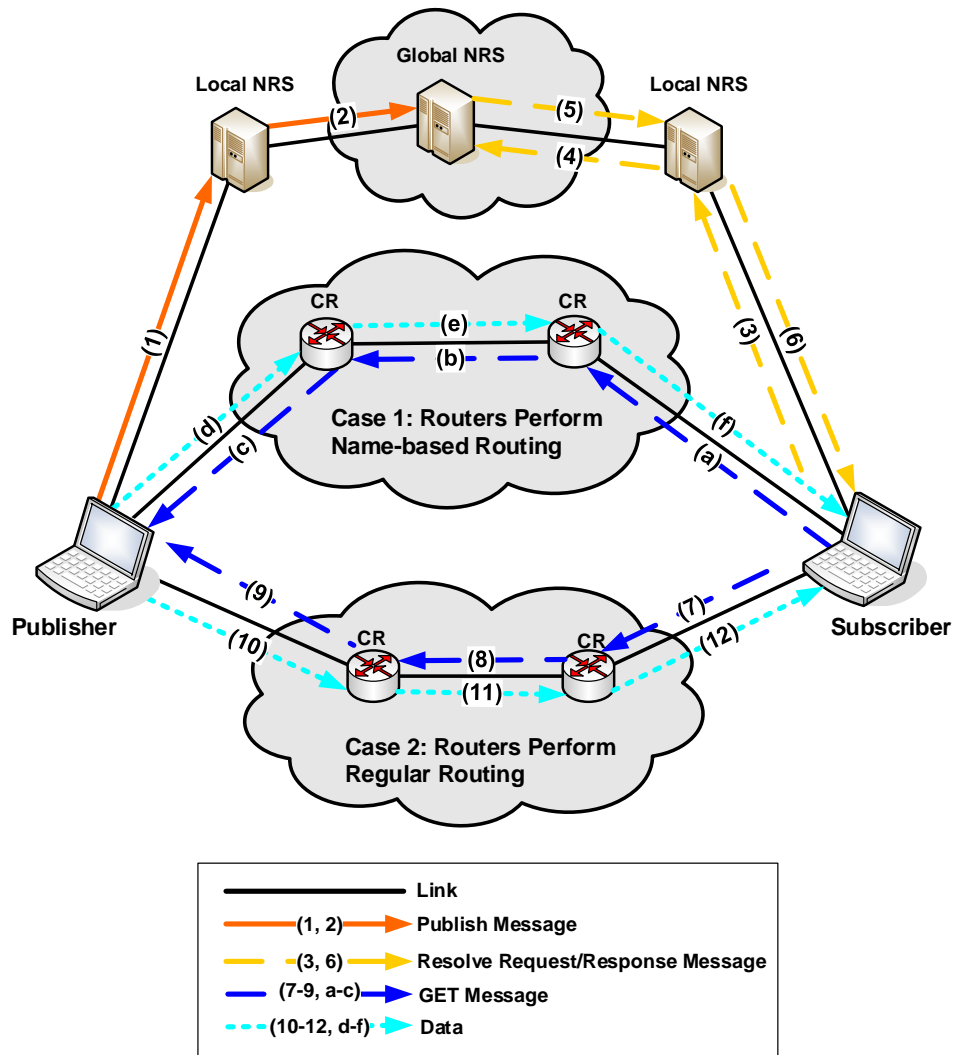 Global NRS
Local NRS
Local NRS
(2)
(5)
(4)
(1)
(3)
(6)
CR
CR
(e)
(b)
(d)
(c)
(f)
(a)
Case 1: Routers Perform
Name-based Routing
Publisher
Subscriber
(9)
(7)
(10)
(12)
CR
CR
(8)
(11)
Case 2: Routers Perform
Regular Routing
Link
(1, 2) Publish Message
(3, 6) Resolve Request/Response Message
(7-9, a-c) GET Message
(10-12, d-f) Data